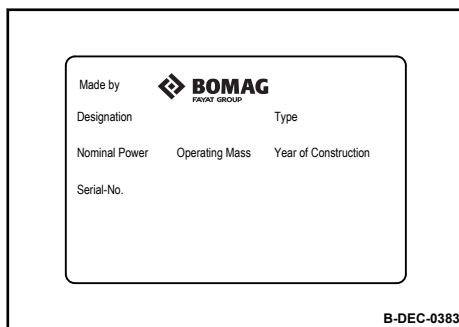 Made by BOMAG
FAYAT GROUP
Designation Type
Nominal Power Operating Mass Year of Construction
Serial-No.
B-DEC-0383